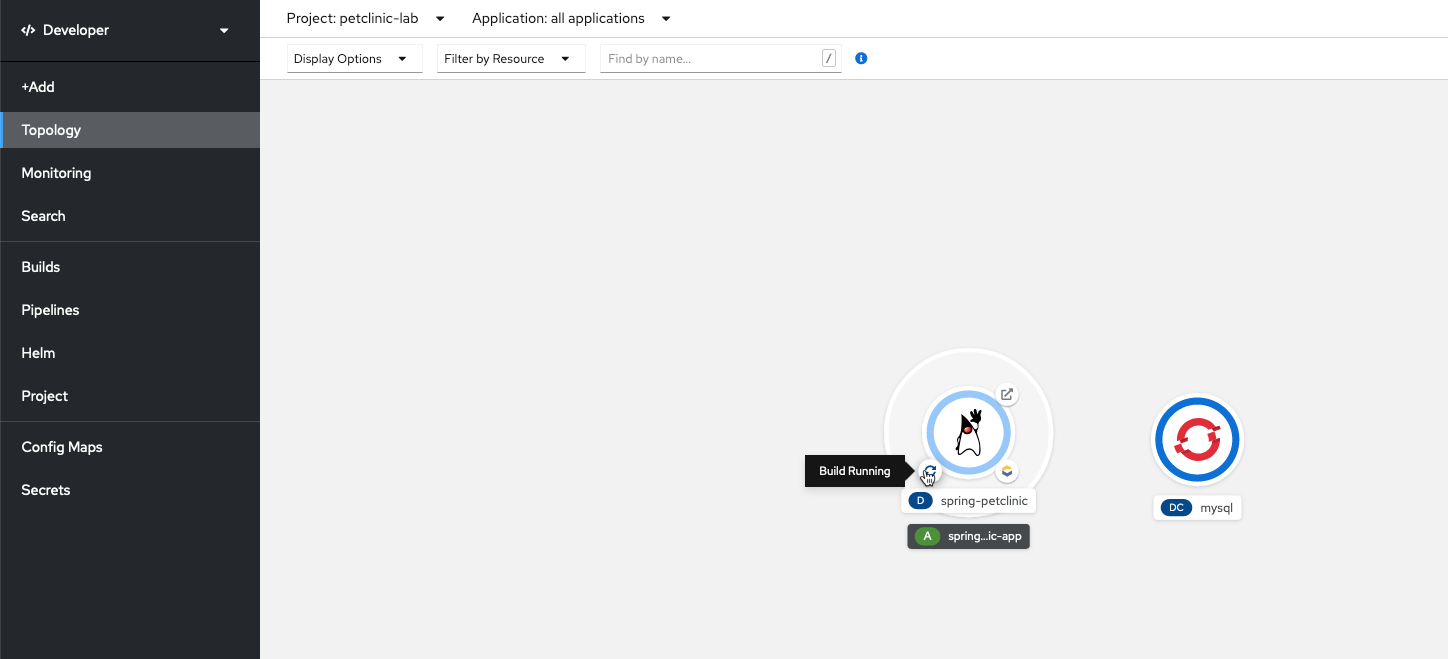 Developer
Project: petclinic-lab
Application: all applications
Display Options
Filter by Resource
Find by name...
/
+Add
Topology
Monitoring
Search
Builds
Pipelines
Helm
Project
Config Maps
Secrets
Build Running
D spring-petclinic
A spring...ic-app
DC mysql